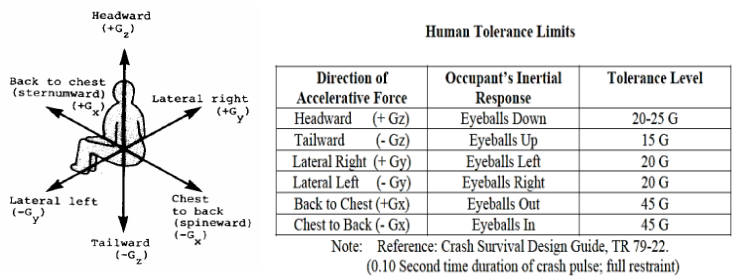 Headward
(+Gz)
Back to chest
(sternumward)
(+Gx)
Lateral right
(+Gy)
Lateral left
(-Gy)
Chest
to back
(spineward)
(-Gx)
Tailward
(-Gz)
Human Tolerance Limits
Direction of Accelerative Force | Occupant's Inertial Response | Tolerance Level
Headward (+ Gz) Eyeballs Down 20-25 G
Tailward (- Gz) Eyeballs Up 15 G
Lateral Right (+ Gy) Eyeballs Left 20 G
Lateral Left (- Gy) Eyeballs Right 20 G
Back to Chest (+Gx) Eyeballs Out 45 G
Chest to Back (- Gx) Eyeballs In 45 G
Note: Reference: Crash Survival Design Guide, TR 79-22.
(0.10 Second time duration of crash pulse; full restraint)